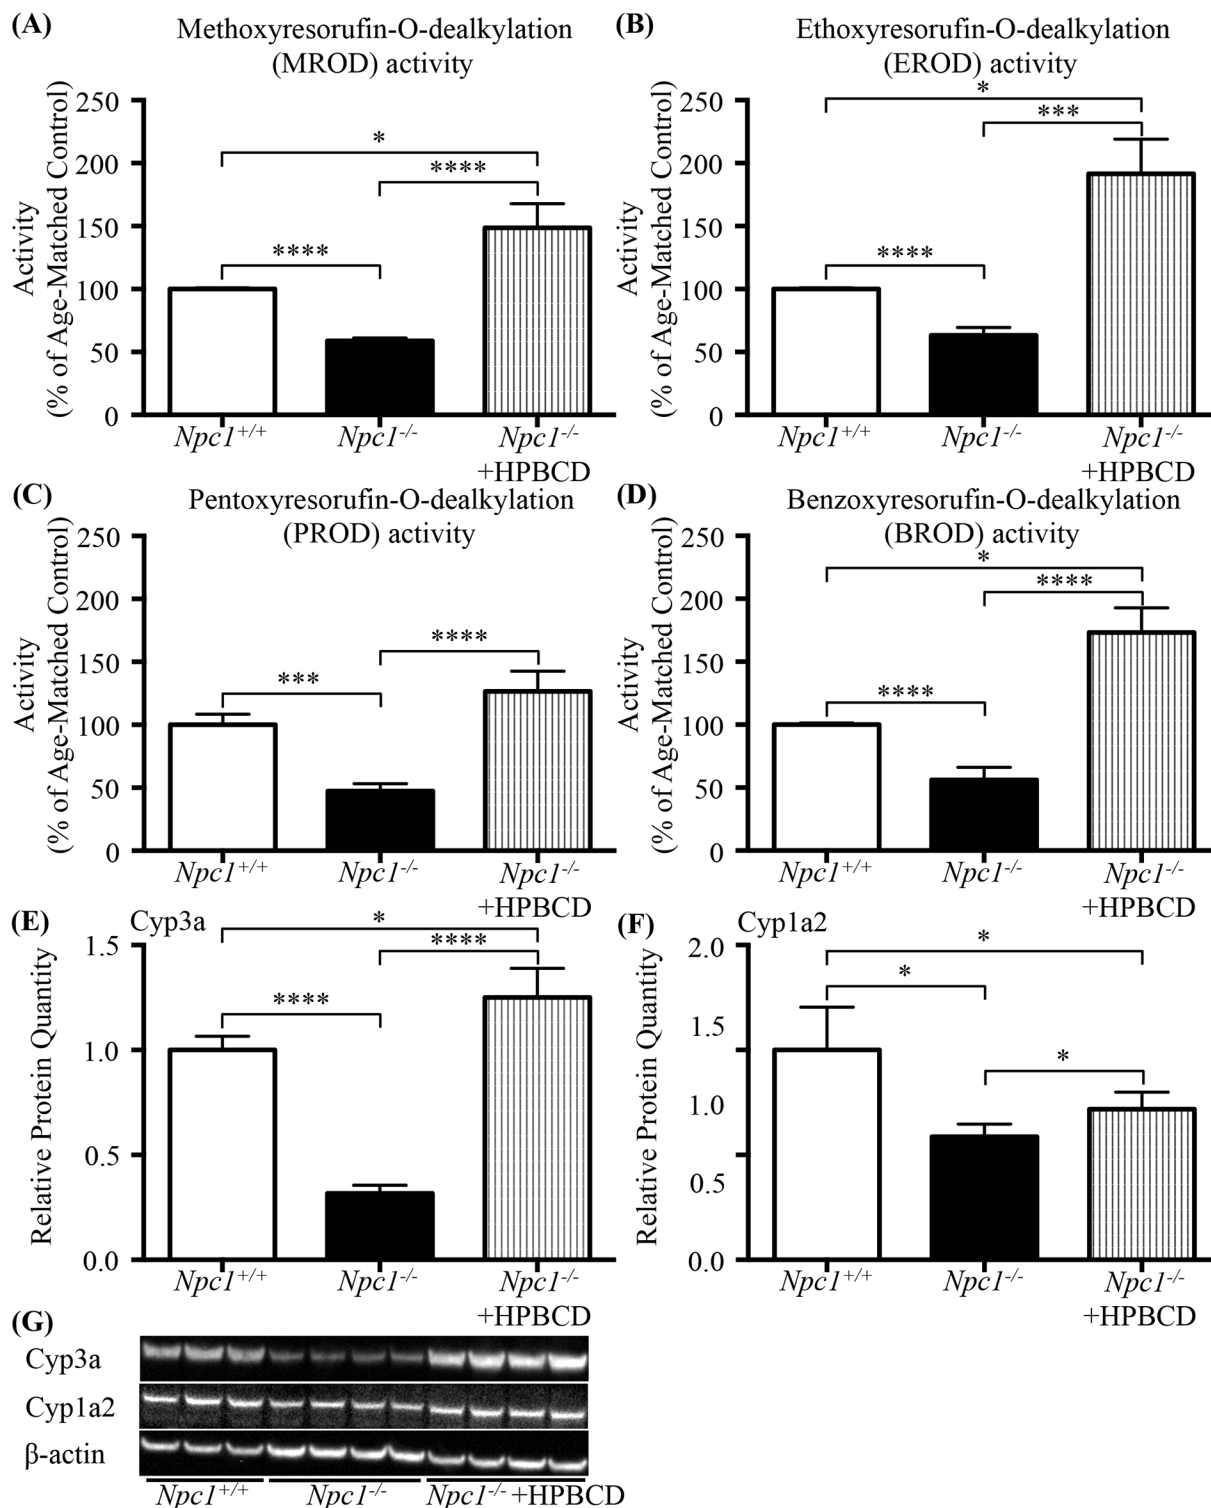 (A)
Methoxyresorufin-O-dealkylation
(MROD) activity
Activity
(% of Age-Matched Control)
250
200
150
100
50
0
*
****
****
Npc1+/+
Npc1-/-
Npc1-/-
+HPBCD
(B)
Ethoxyresorufin-O-dealkylation
(EROD) activity
Activity
(% of Age-Matched Control)
250
200
150
100
50
0
*
***
****
Npc1+/+
Npc1-/-
Npc1-/-
+HPBCD
(C)
Pentoxyresorufin-O-dealkylation
(PROD) activity
Activity
(% of Age-Matched Control)
250
200
150
100
50
0
****
***
Npc1+/+
Npc1-/-
Npc1-/-
+HPBCD
(D)
Benzoxyresorufin-O-dealkylation
(BROD) activity
Activity
(% of Age-Matched Control)
250
200
150
100
50
0
*
****
****
Npc1+/+
Npc1-/-
Npc1-/-
+HPBCD
(E)
Cyp3a
Relative Protein Quantity
1.5
1.0
0.5
0.0
*
****
****
Npc1+/+
Npc1-/-
Npc1-/-
+HPBCD
(F)
Cyp1a2
Relative Protein Quantity
2.0
1.5
1.0
0.5
0.0
*
*
*
Npc1+/+
Npc1-/-
Npc1-/-
+HPBCD
(G)
Cyp3a
Cyp1a2
β-actin
Npc1+/+ Npc1-/- Npc1-/-+HPBCD